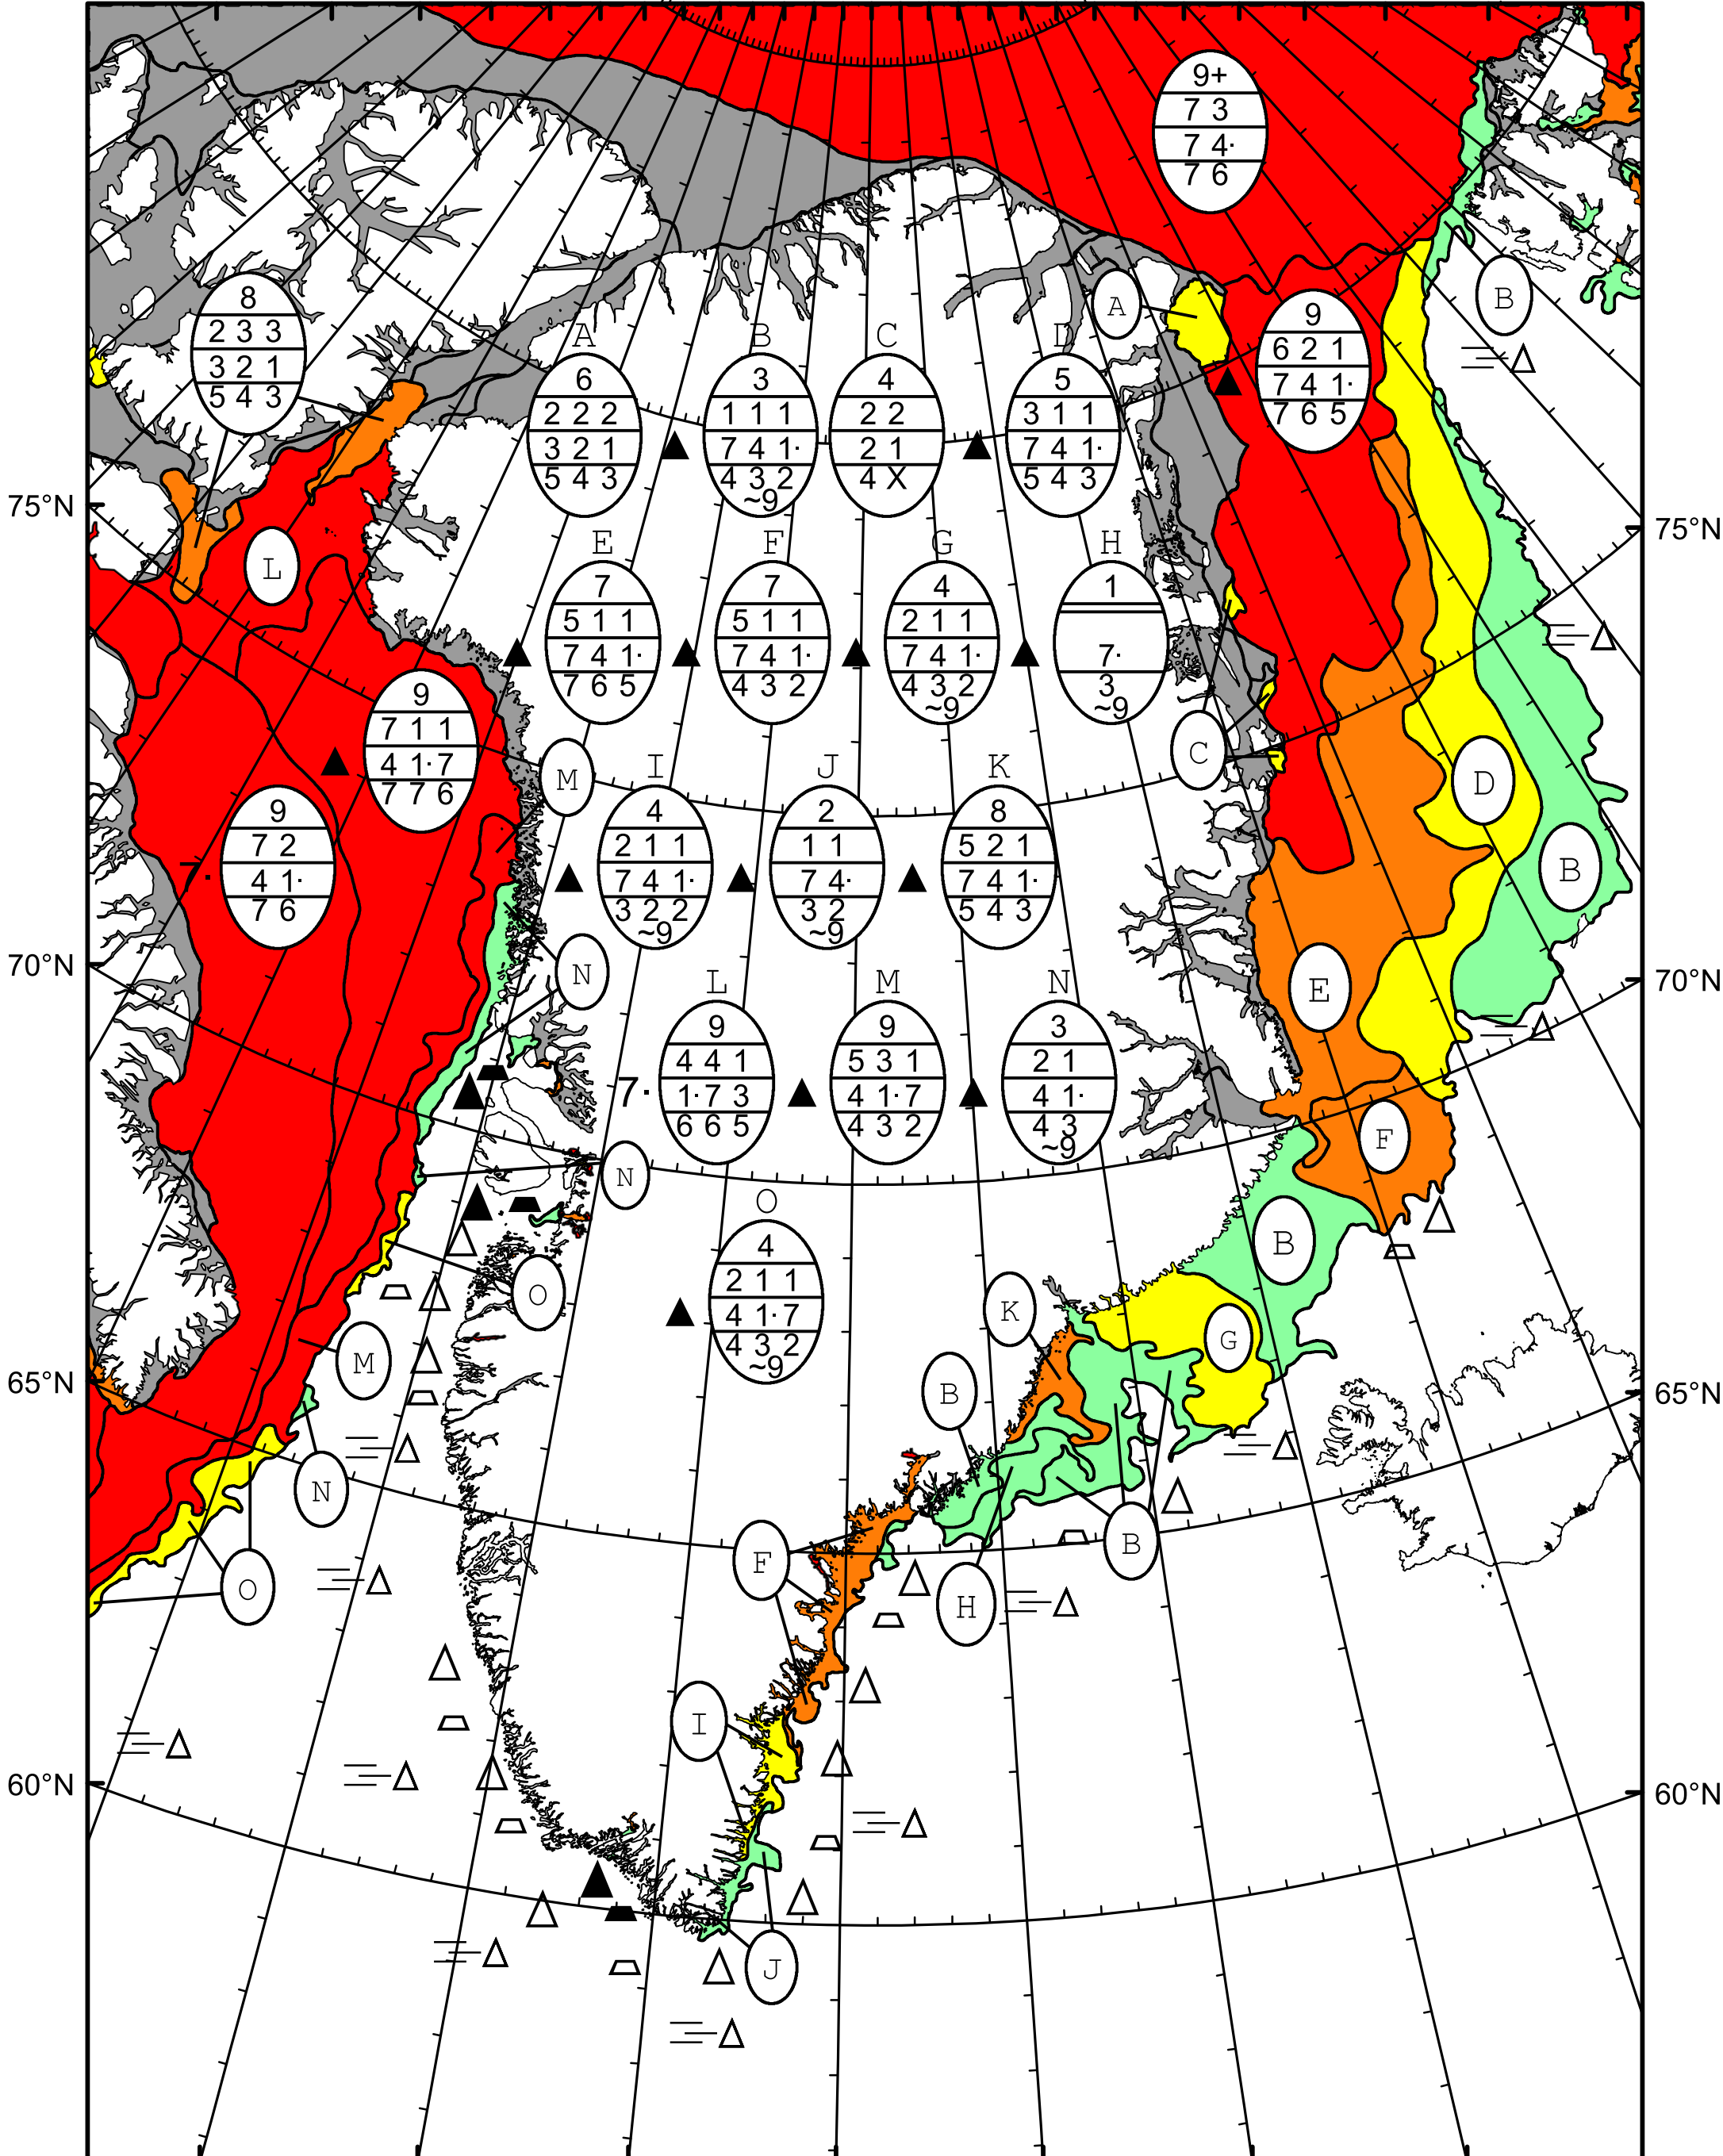 9+
7 3
7 4·
7 6
8
2 3 3
3 2 1
5 4 3
A
B
9
6 2 1
7 4 1·
7 6 5
A
B
C
D
6
2 2 2
3 2 1
5 4 3
3
1 1 1
7 4 1·
4 3 2
~9
4
2 2
2 1
4 X
5
3 1 1
7 4 1·
5 4 3
75°N
75°N
L
E
F
G
H
7
5 1 1
7 4 1·
7 6 5
7
5 1 1
7 4 1·
4 3 2
4
2 1 1
7 4 1·
4 3 2
~9
1
7·
3
~9
9
7 1 1
4 1· 7
7 7 6
M
C
D
I
J
K
9
7 2
7· 4 1·
7 6
4
2 1 1
7 4 1·
3 2 2
~9
2
1 1
7 4·
3 2
~9
8
5 2 1
7 4 1·
5 4 3
B
70°N
N
E
70°N
L
M
N
9
4 4 1
7· 1· 7 3
6 6 5
9
5 3 1
4 1· 7
4 3 2
3
2 1
4 1·
4 3
~9
F
N
O
B
4
2 1 1
4 1· 7
4 3 2
~9
O
K
G
M
B
65°N
65°N
N
F
B
O
H
I
60°N
60°N
J